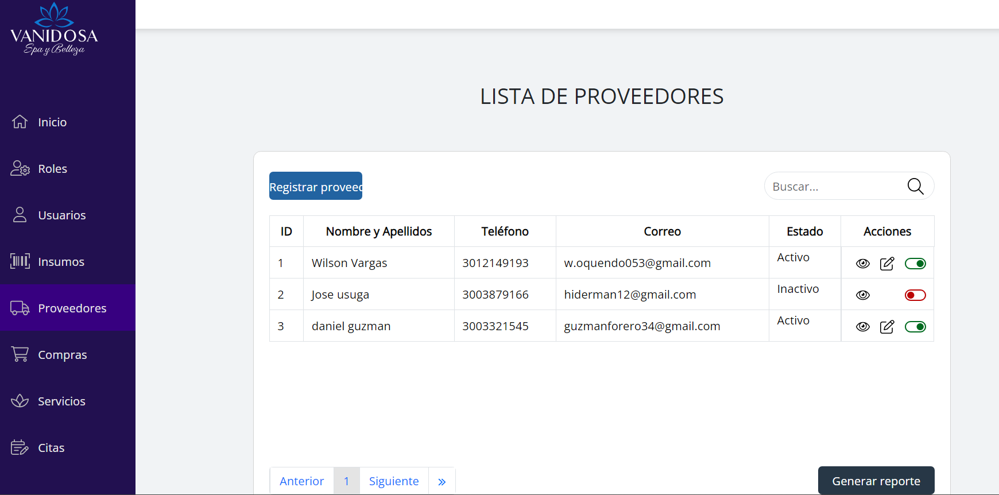 VANIDOSA
Spa y Belleza
Inicio
Roles
Usuarios
Insumos
Proveedores
Compras
Servicios
Citas
LISTA DE PROVEEDORES
Registrar proveed
Buscar...
ID Nombre y Apellidos Teléfono Correo Estado Acciones
1 Wilson Vargas 3012149193 w.oquendo053@gmail.com Activo
2 Jose usuga 3003879166 hiderman12@gmail.com Inactivo
3 daniel guzman 3003321545 guzmanforero34@gmail.com Activo
Anterior 1 Siguiente »
Generar reporte